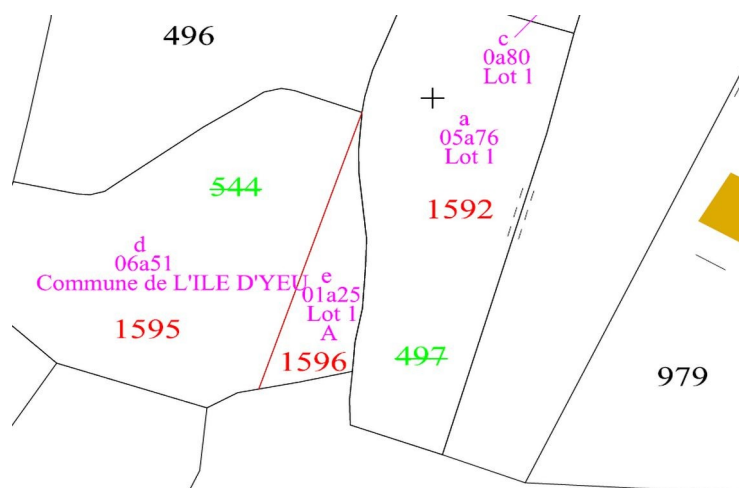 496
c
0a80
Lot 1
a
05a76
Lot 1
544
1592
d
06a51
Commune de L'ILE D'YEU
e
01a25
Lot 1
A
1595
1596
497
979